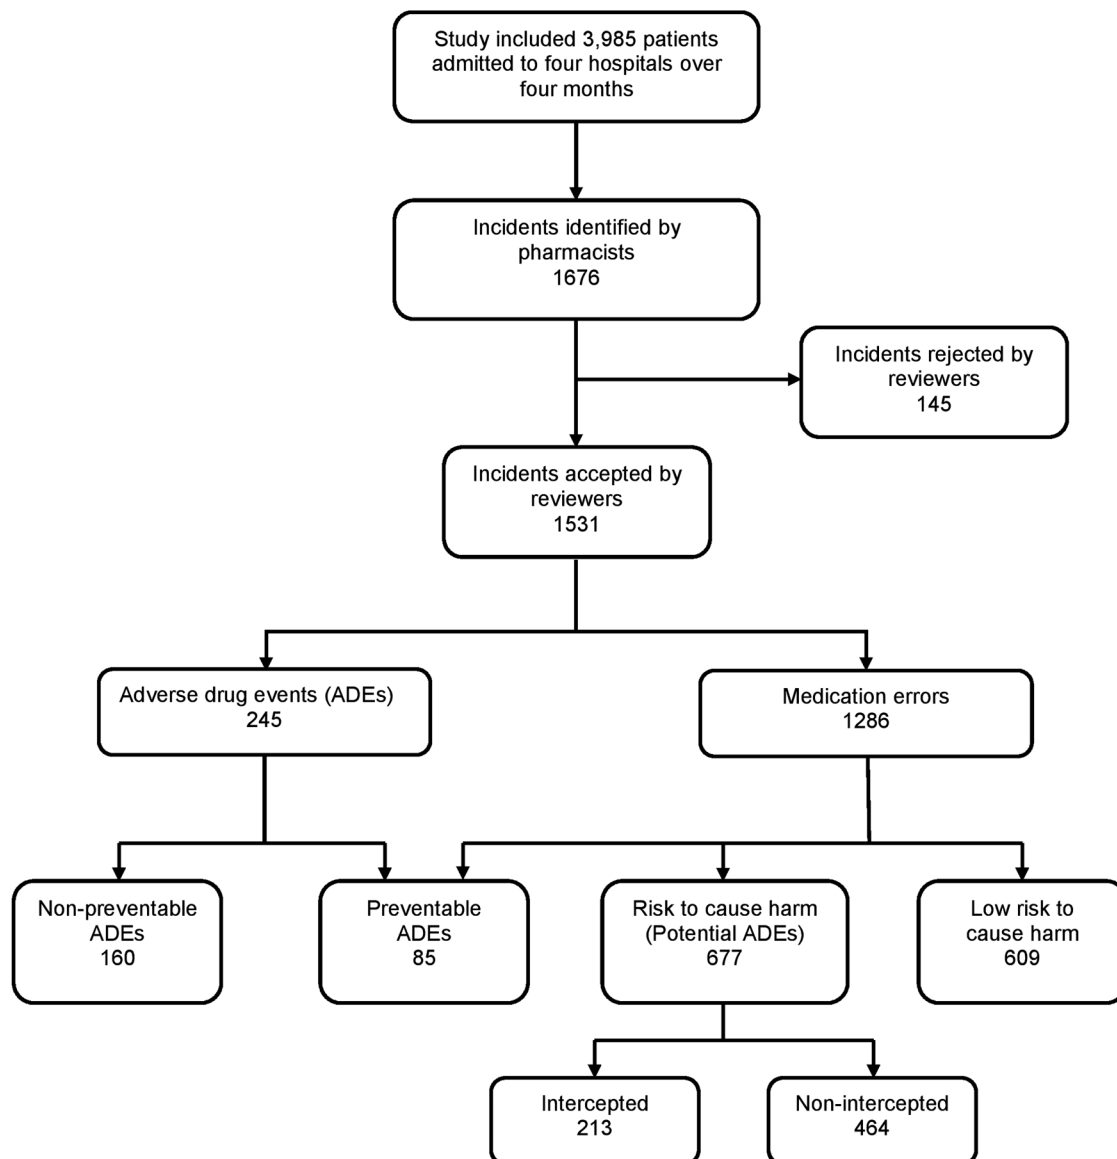 Study included 3,985 patients
admitted to four hospitals over
four months
Incidents identified by
pharmacists
1676
Incidents rejected by
reviewers
145
Incidents accepted by
reviewers
1531
Adverse drug events (ADEs)
245
Medication errors
1286
Non-preventable
ADEs
160
Preventable
ADEs
85
Risk to cause harm
(Potential ADEs)
677
Low risk to
cause harm
609
Intercepted
213
Non-intercepted
464